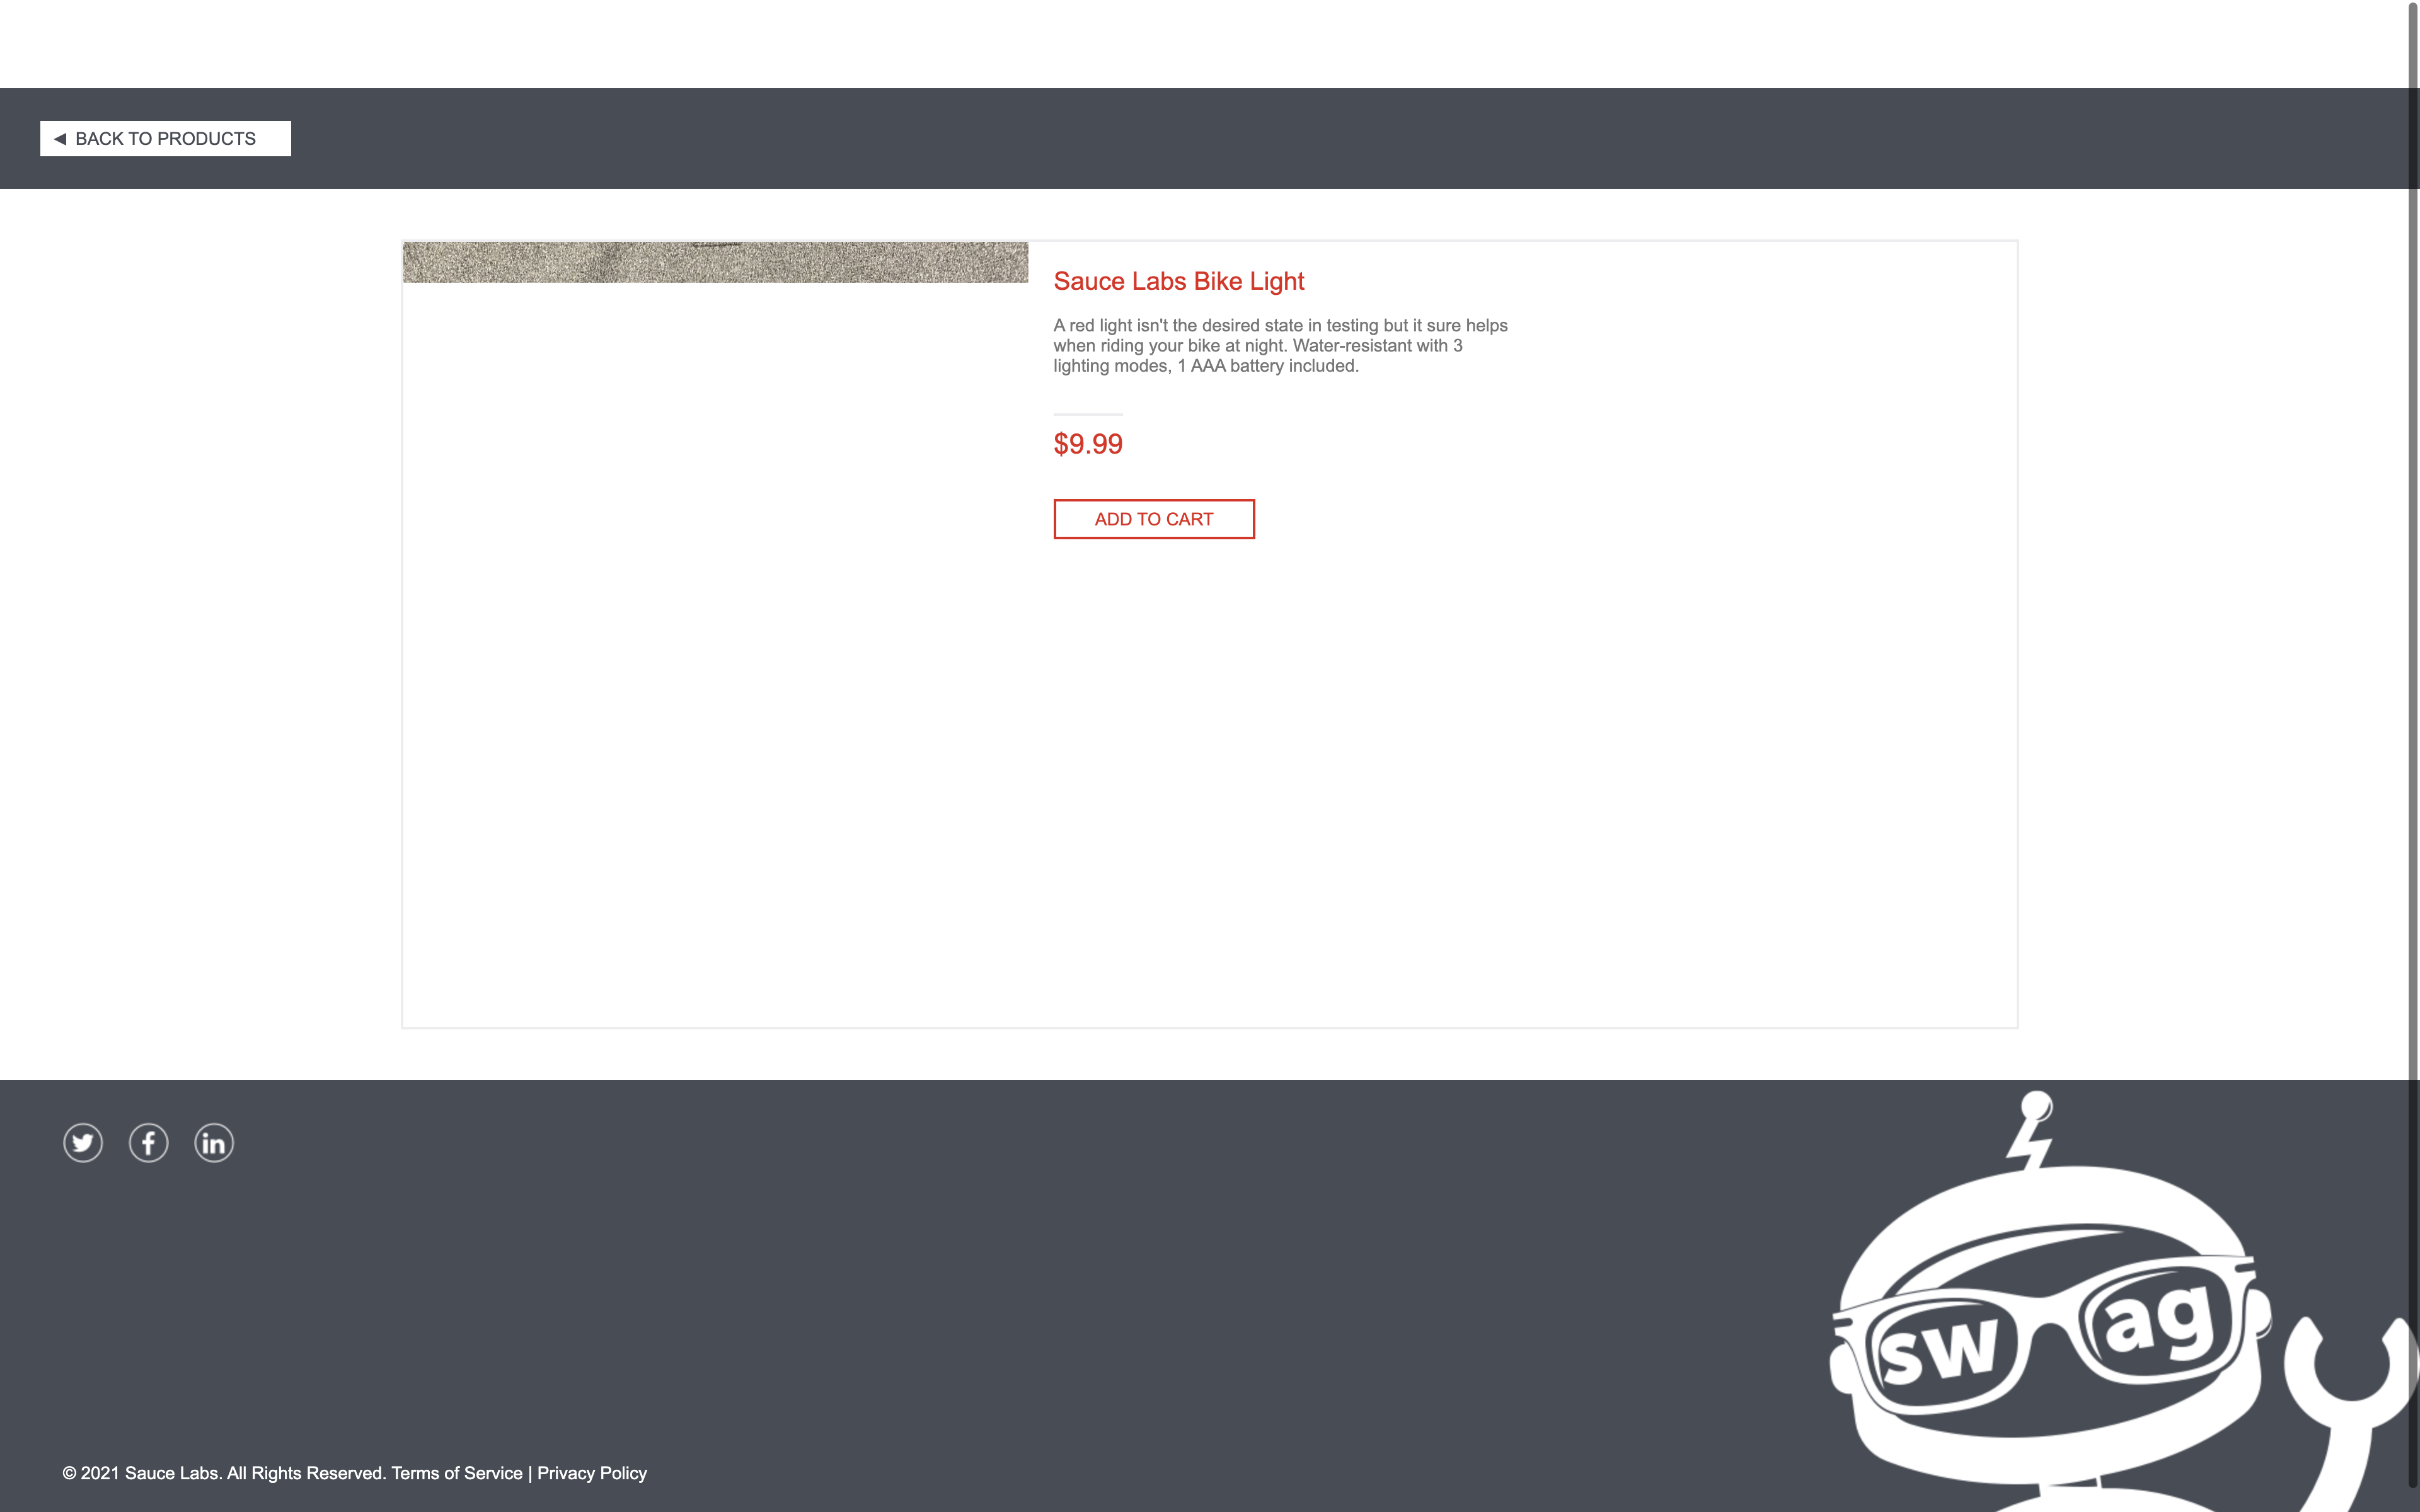 BACK TO PRODUCTS
Sauce Labs Bike Light
A red light isn't the desired state in testing but it sure helps
when riding your bike at night. Water-resistant with 3
lighting modes, 1 AAA battery included.
$9.99
ADD TO CART
sw ag
© 2021 Sauce Labs. All Rights Reserved. Terms of Service | Privacy Policy